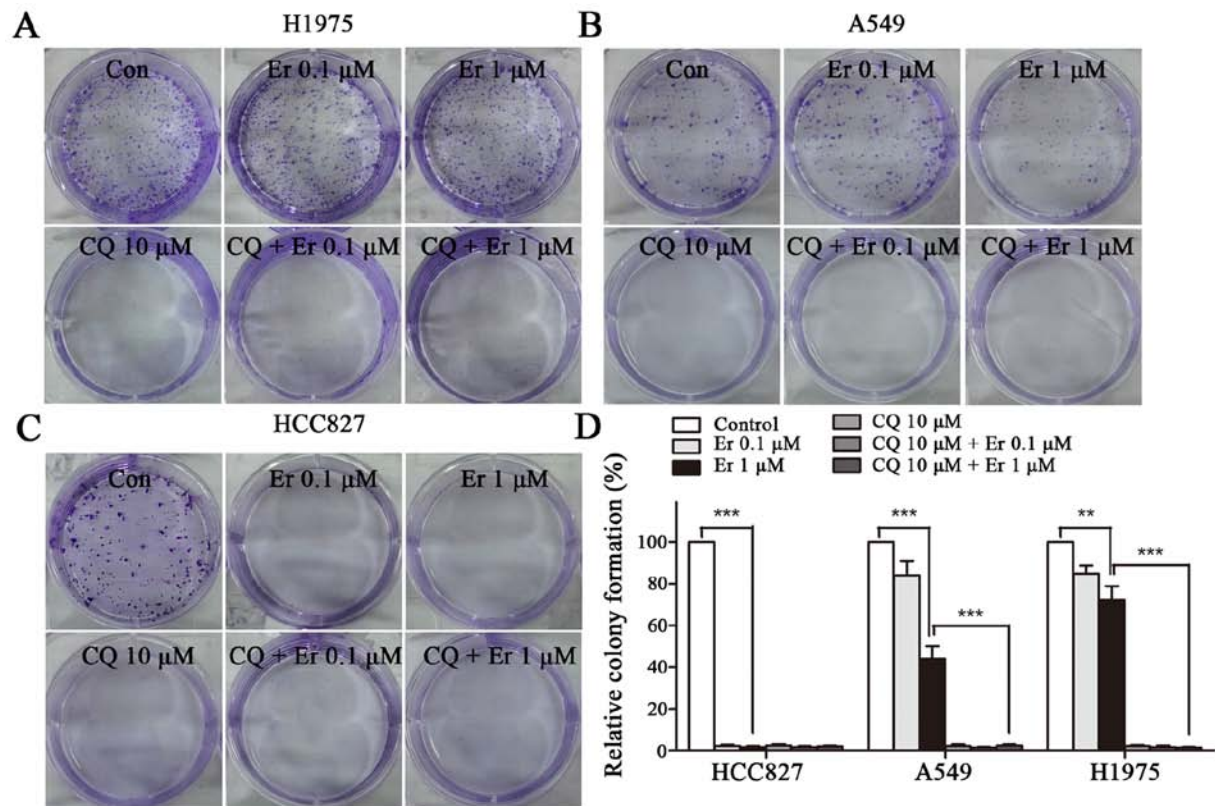 A
H1975
Con
Er 0.1 μM
Er 1 μM
CQ 10 μM
CQ + Er 0.1 μM
CQ + Er 1 μM
B
A549
Con
Er 0.1 μM
Er 1 μM
CQ 10 μM
CQ + Er 0.1 μM
CQ + Er 1 μM
C
HCC827
Con
Er 0.1 μM
Er 1 μM
CQ 10 μM
CQ + Er 0.1 μM
CQ + Er 1 μM
D
Control
Er 0.1 μM
Er 1 μM
CQ 10 μM
CQ 10 μM + Er 0.1 μM
CQ 10 μM + Er 1 μM
Relative colony formation (%)
100
80
60
40
20
0
***
***
***
**
***
HCC827
A549
H1975